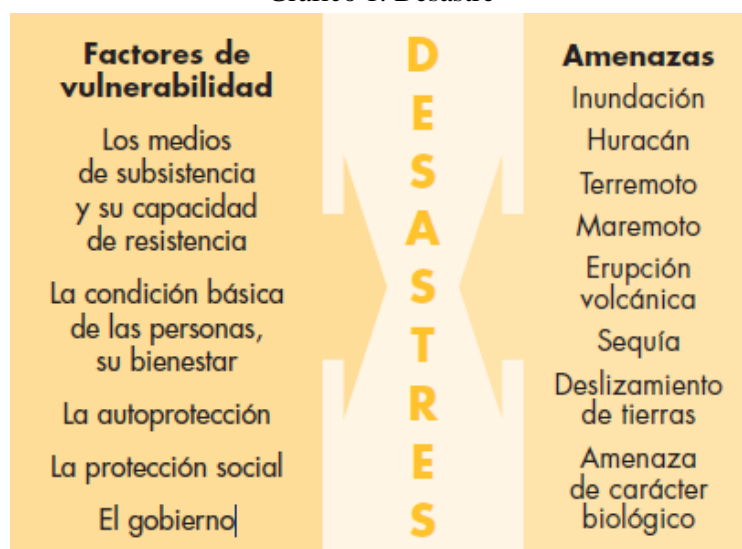 Factores de
vulnerabilidad
Los medios
de subsistencia
y su capacidad
de resistencia
La condición básica
de las personas,
su bienestar
La autoprotección
La protección social
El gobierno
D
E
S
A
S
T
R
E
S
Amenazas
Inundación
Huracán
Terremoto
Maremoto
Erupción
volcánica
Sequía
Deslizamiento
de tierras
Amenaza
de carácter
biológico